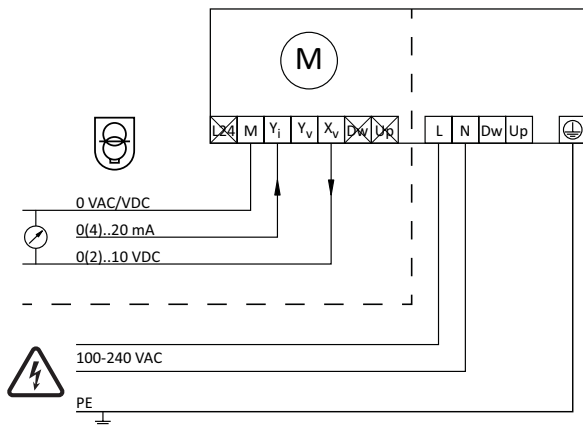 M
L24 M Yi Yv Xv Dw Up L N Dw Up
0 VAC/VDC
0(4)..20 mA
0(2)..10 VDC
100-240 VAC
PE